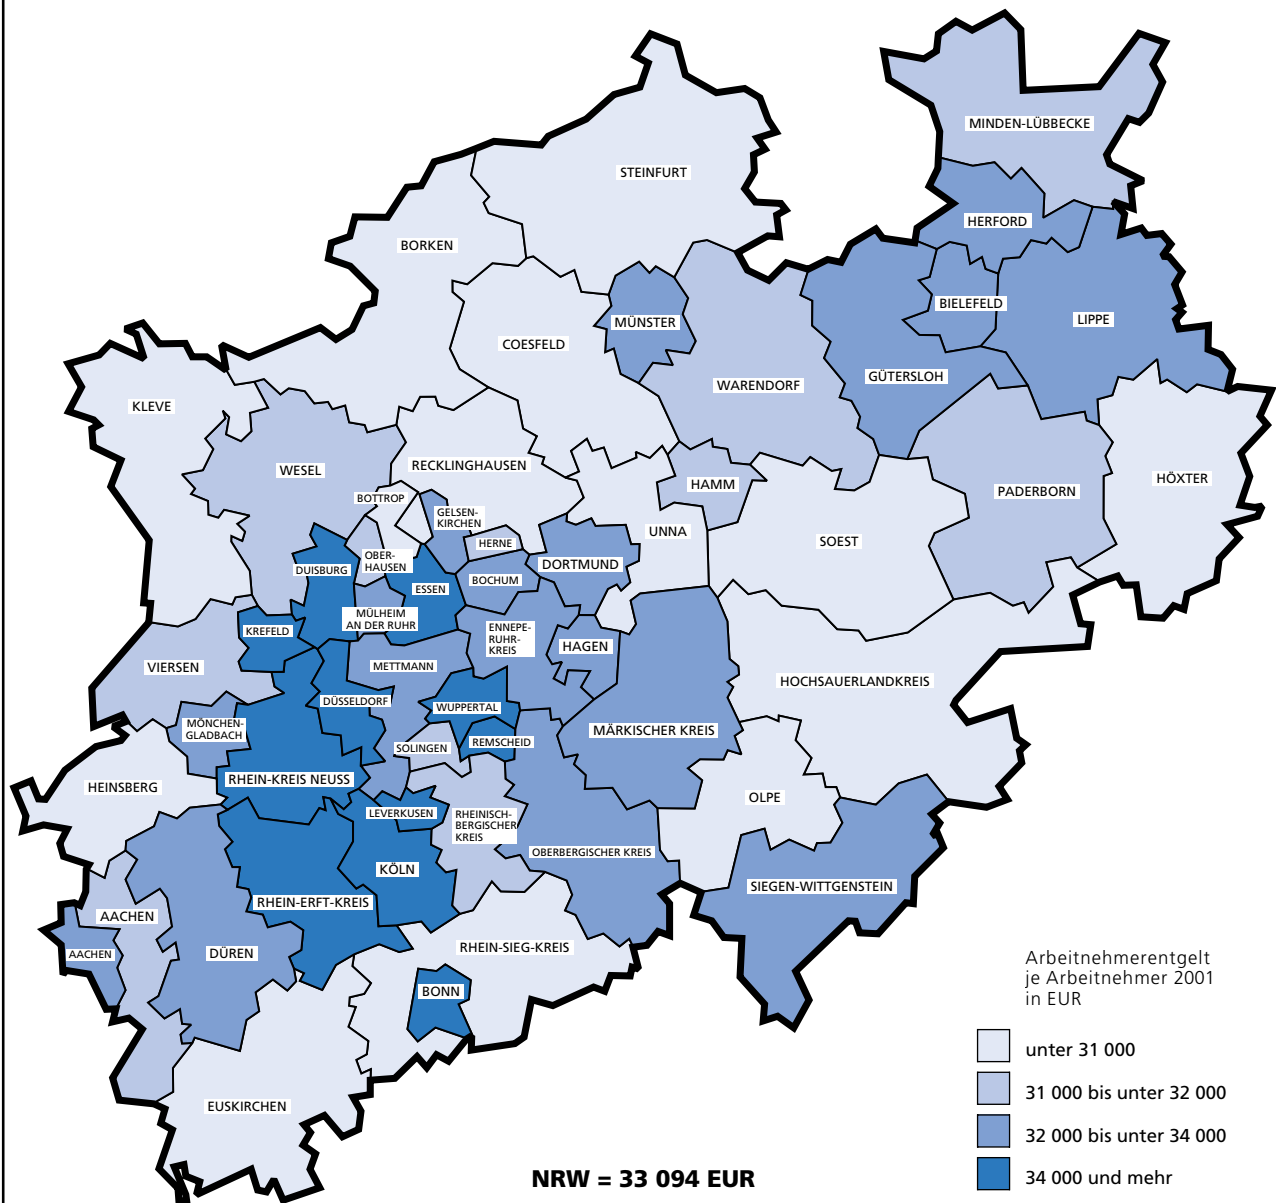 MINDEN-LÜBBECKE
STEINFURT
HERFORD
BORKEN
BIELEFELD
LIPPE
MÜNSTER
COESFELD
GÜTERSLOH
WARENDORF
KLEVE
RECKLINGHAUSEN
WESEL
HÖXTER
HAMM
PADERBORN
BOTTROP
GELSEN-
KIRCHEN
UNNA
SOEST
HERNE
OBER-
HAUSEN
DORTMUND
DUISBURG
BOCHUM
ESSEN
MÜLHEIM
AN DER RUHR
KREFELD
ENNEPE-
RUHR-
KREIS
HAGEN
VIERSEN
METTMANN
HOCHSAUERLANDKREIS
DÜSSELDORF
WUPPERTAL
MÖNCHEN-
GLADBACH
MÄRKISCHER KREIS
REMSCHEID
SOLINGEN
RHEIN-KREIS NEUSS
HEINSBERG
OLPE
LEVERKUSEN
RHEINISCH-
BERGISCHER
KREIS
OBERBERGISCHER KREIS
KÖLN
SIEGEN-WITTGENSTEIN
RHEIN-ERFT-KREIS
AACHEN
RHEIN-SIEG-KREIS
AACHEN
DÜREN
BONN
EUSKIRCHEN
Arbeitnehmerentgelt
je Arbeitnehmer 2001
in EUR
unter 31 000
31 000 bis unter 32 000
32 000 bis unter 34 000
34 000 und mehr
NRW = 33 094 EUR